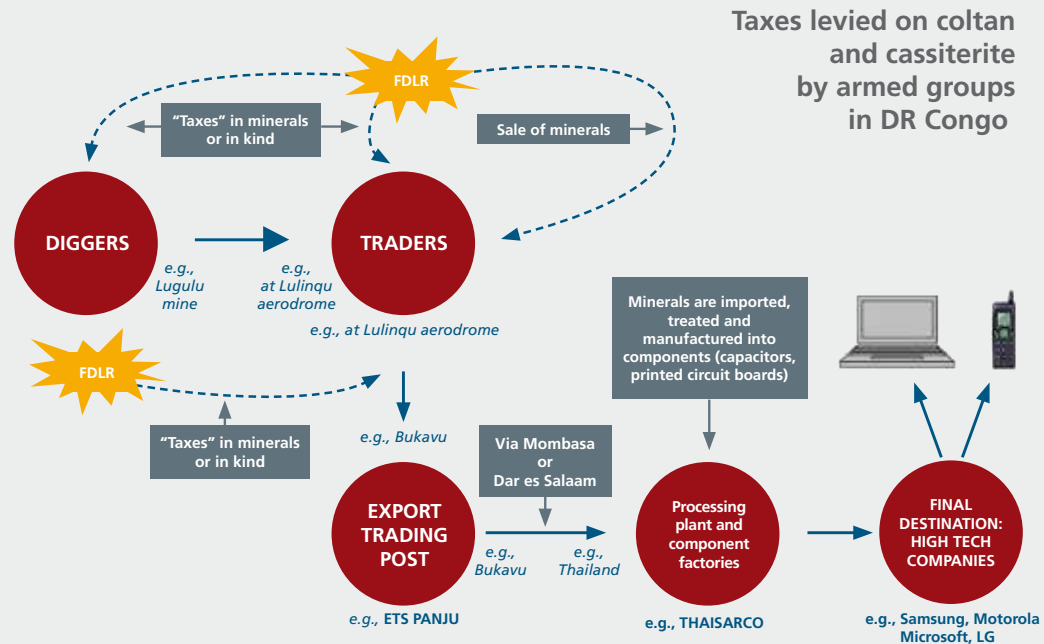 Taxes levied on coltan
and cassiterite
by armed groups
in DR Congo
FDLR
“Taxes” in minerals
or in kind
Sale of minerals
DIGGERS
TRADERS
e.g.,
Lugulu
mine
e.g.,
at Lulinqu
aerodrome
e.g., at Lulinqu aerodrome
Minerals are imported,
treated and
manufactured into
components (capacitors,
printed circuit boards)
FDLR
“Taxes” in minerals
or in kind
e.g., Bukavu
Via Mombasa
or
Dar es Salaam
EXPORT
TRADING
POST
e.g.,
Bukavu
e.g.,
Thailand
Processing
plant and
component
factories
FINAL
DESTINATION:
HIGH TECH
COMPANIES
e.g., ETS PANJU
e.g., THAISARCO
e.g., Samsung, Motorola
Microsoft, LG